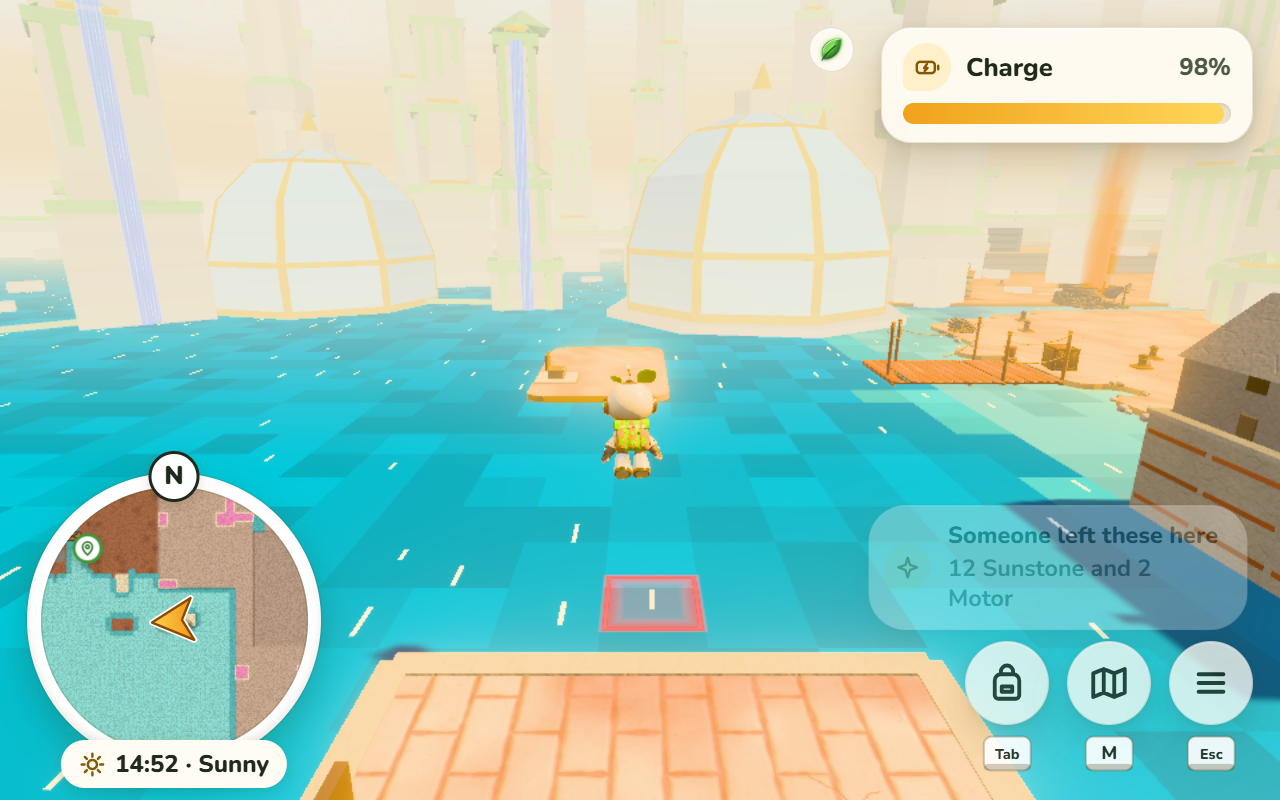 Charge 98%
N
Someone left these here
12 Sunstone and 2
Motor
14:52 · Sunny
Tab
M
Esc